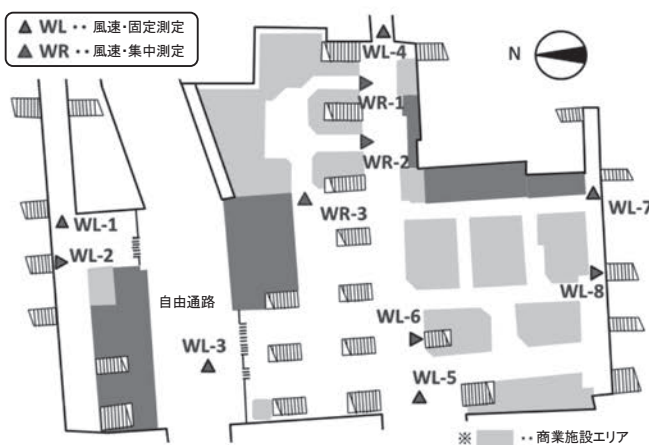 ▲ WL ・・ 風速・固定測定
▲ WR ・・ 風速・集中測定
N
WL-4
WR-1
WR-2
WR-3
WL-1
WL-2
WL-7
WL-8
自由通路
WL-3
WL-6
WL-5
※ ・・商業施設エリア